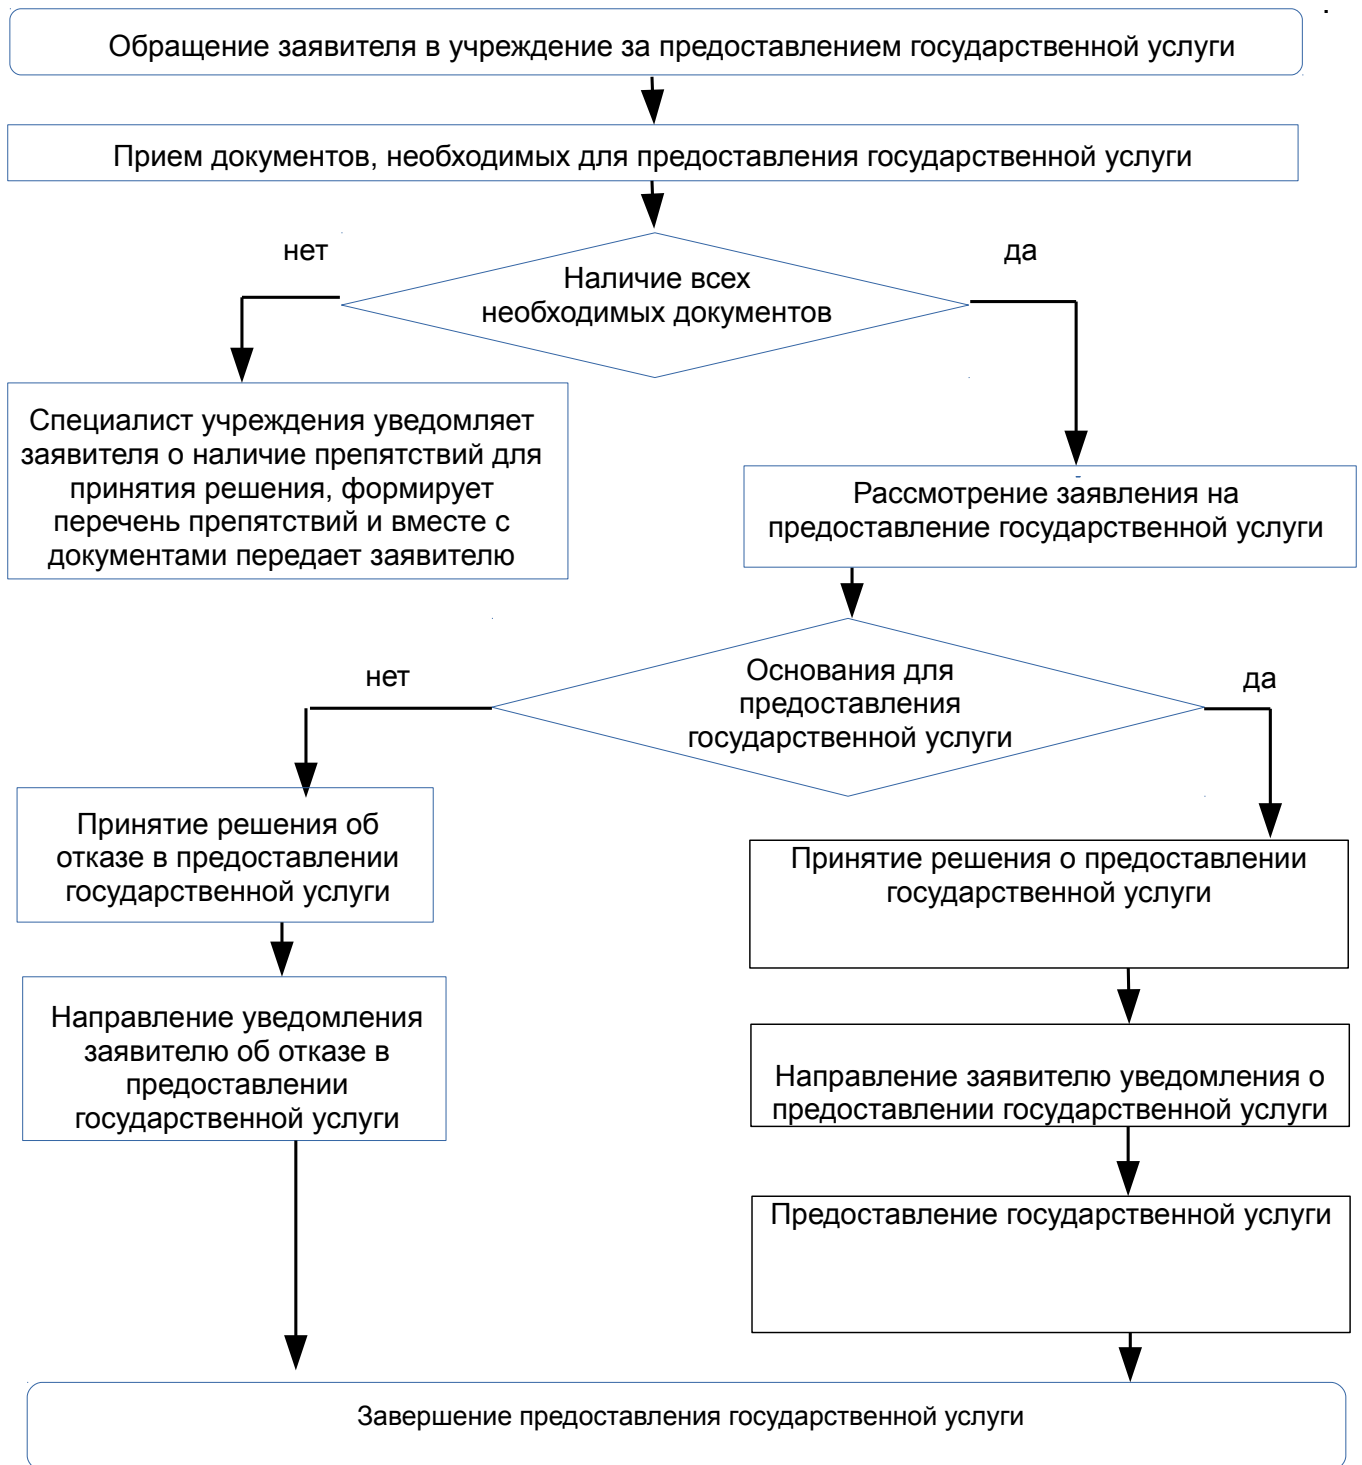 Обращение заявителя в учреждение за предоставлением государственной услуги
Прием документов, необходимых для предоставления государственной услуги
нет
да
Наличие всех
необходимых документов
Специалист учреждения уведомляет
заявителя о наличие препятствий для
принятия решения, формирует
перечень препятствий и вместе с
документами передает заявителю
Рассмотрение заявления на
предоставление государственной услуги
нет
да
Основания для
предоставления
государственной услуги
Принятие решения об
отказе в предоставлении
государственной услуги
Принятие решения о предоставлении
государственной услуги
Направление уведомления
заявителю об отказе в
предоставлении
государственной услуги
Направление заявителю уведомления о
предоставлении государственной услуги
Предоставление государственной услуги
Завершение предоставления государственной услуги